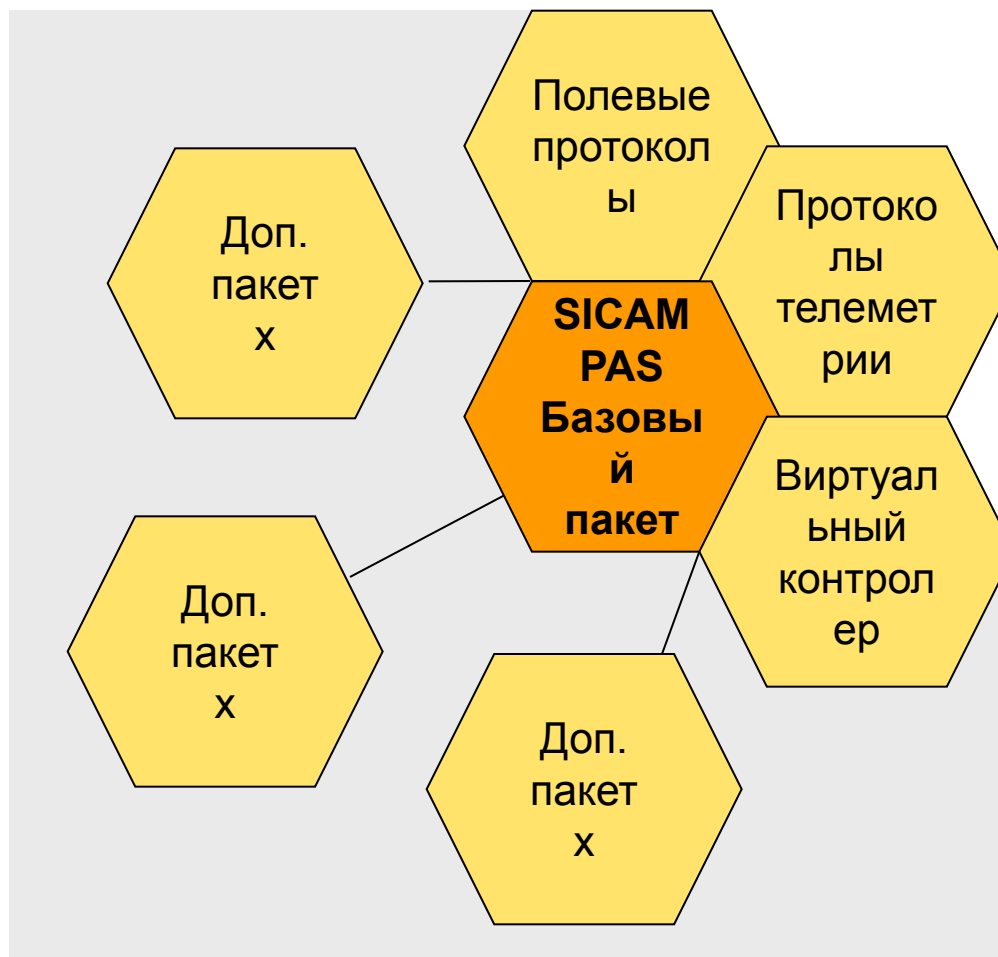 Полевые
протокол
ы
Протоко
лы
телемет
рии
Доп.
пакет
х
SICAM
PAS
Базовы
й
пакет
Виртуал
ьный
контрол
ер
Доп.
пакет
х
Доп.
пакет
х